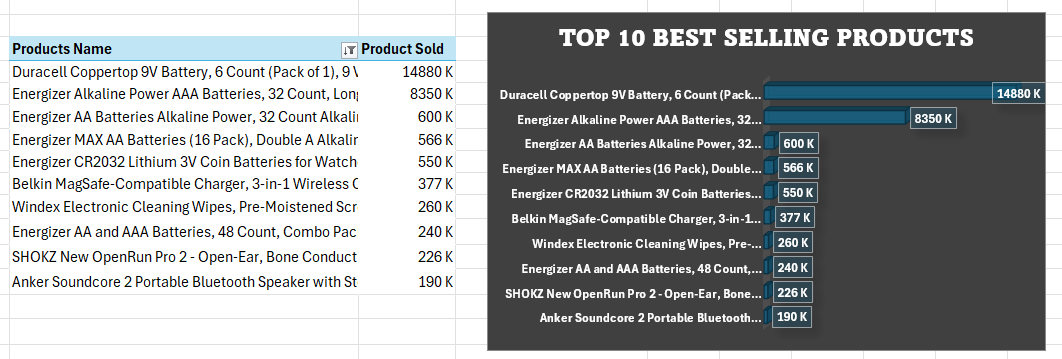 Products Name Product Sold
Duracell Coppertop 9V Battery, 6 Count (Pack of 1), 9 V 14880 K
Energizer Alkaline Power AAA Batteries, 32 Count, Lon 8350 K
Energizer AA Batteries Alkaline Power, 32 Count Alkali 600 K
Energizer MAX AA Batteries (16 Pack), Double A Alkalin 566 K
Energizer CR2032 Lithium 3V Coin Batteries for Watch 550 K
Belkin MagSafe-Compatible Charger, 3-in-1 Wireless C 377 K
Windex Electronic Cleaning Wipes, Pre-Moistened Scr 260 K
Energizer AA and AAA Batteries, 48 Count, Combo Pac 240 K
SHOKZ New OpenRun Pro 2 - Open-Ear, Bone Conduct 226 K
Anker Soundcore 2 Portable Bluetooth Speaker with St 190 K
TOP 10 BEST SELLING PRODUCTS
Duracell Coppertop 9V Battery, 6 Count (Pack... 14880 K
Energizer Alkaline Power AAA Batteries, 32... 8350 K
Energizer AA Batteries Alkaline Power, 32... 600 K
Energizer MAX AA Batteries (16 Pack), Double... 566 K
Energizer CR2032 Lithium 3V Coin Batteries... 550 K
Belkin MagSafe-Compatible Charger, 3-in-1... 377 K
Windex Electronic Cleaning Wipes, Pre-... 260 K
Energizer AA and AAA Batteries, 48 Count,... 240 K
SHOKZ New OpenRun Pro 2 - Open-Ear, Bone... 226 K
Anker Soundcore 2 Portable Bluetooth... 190 K